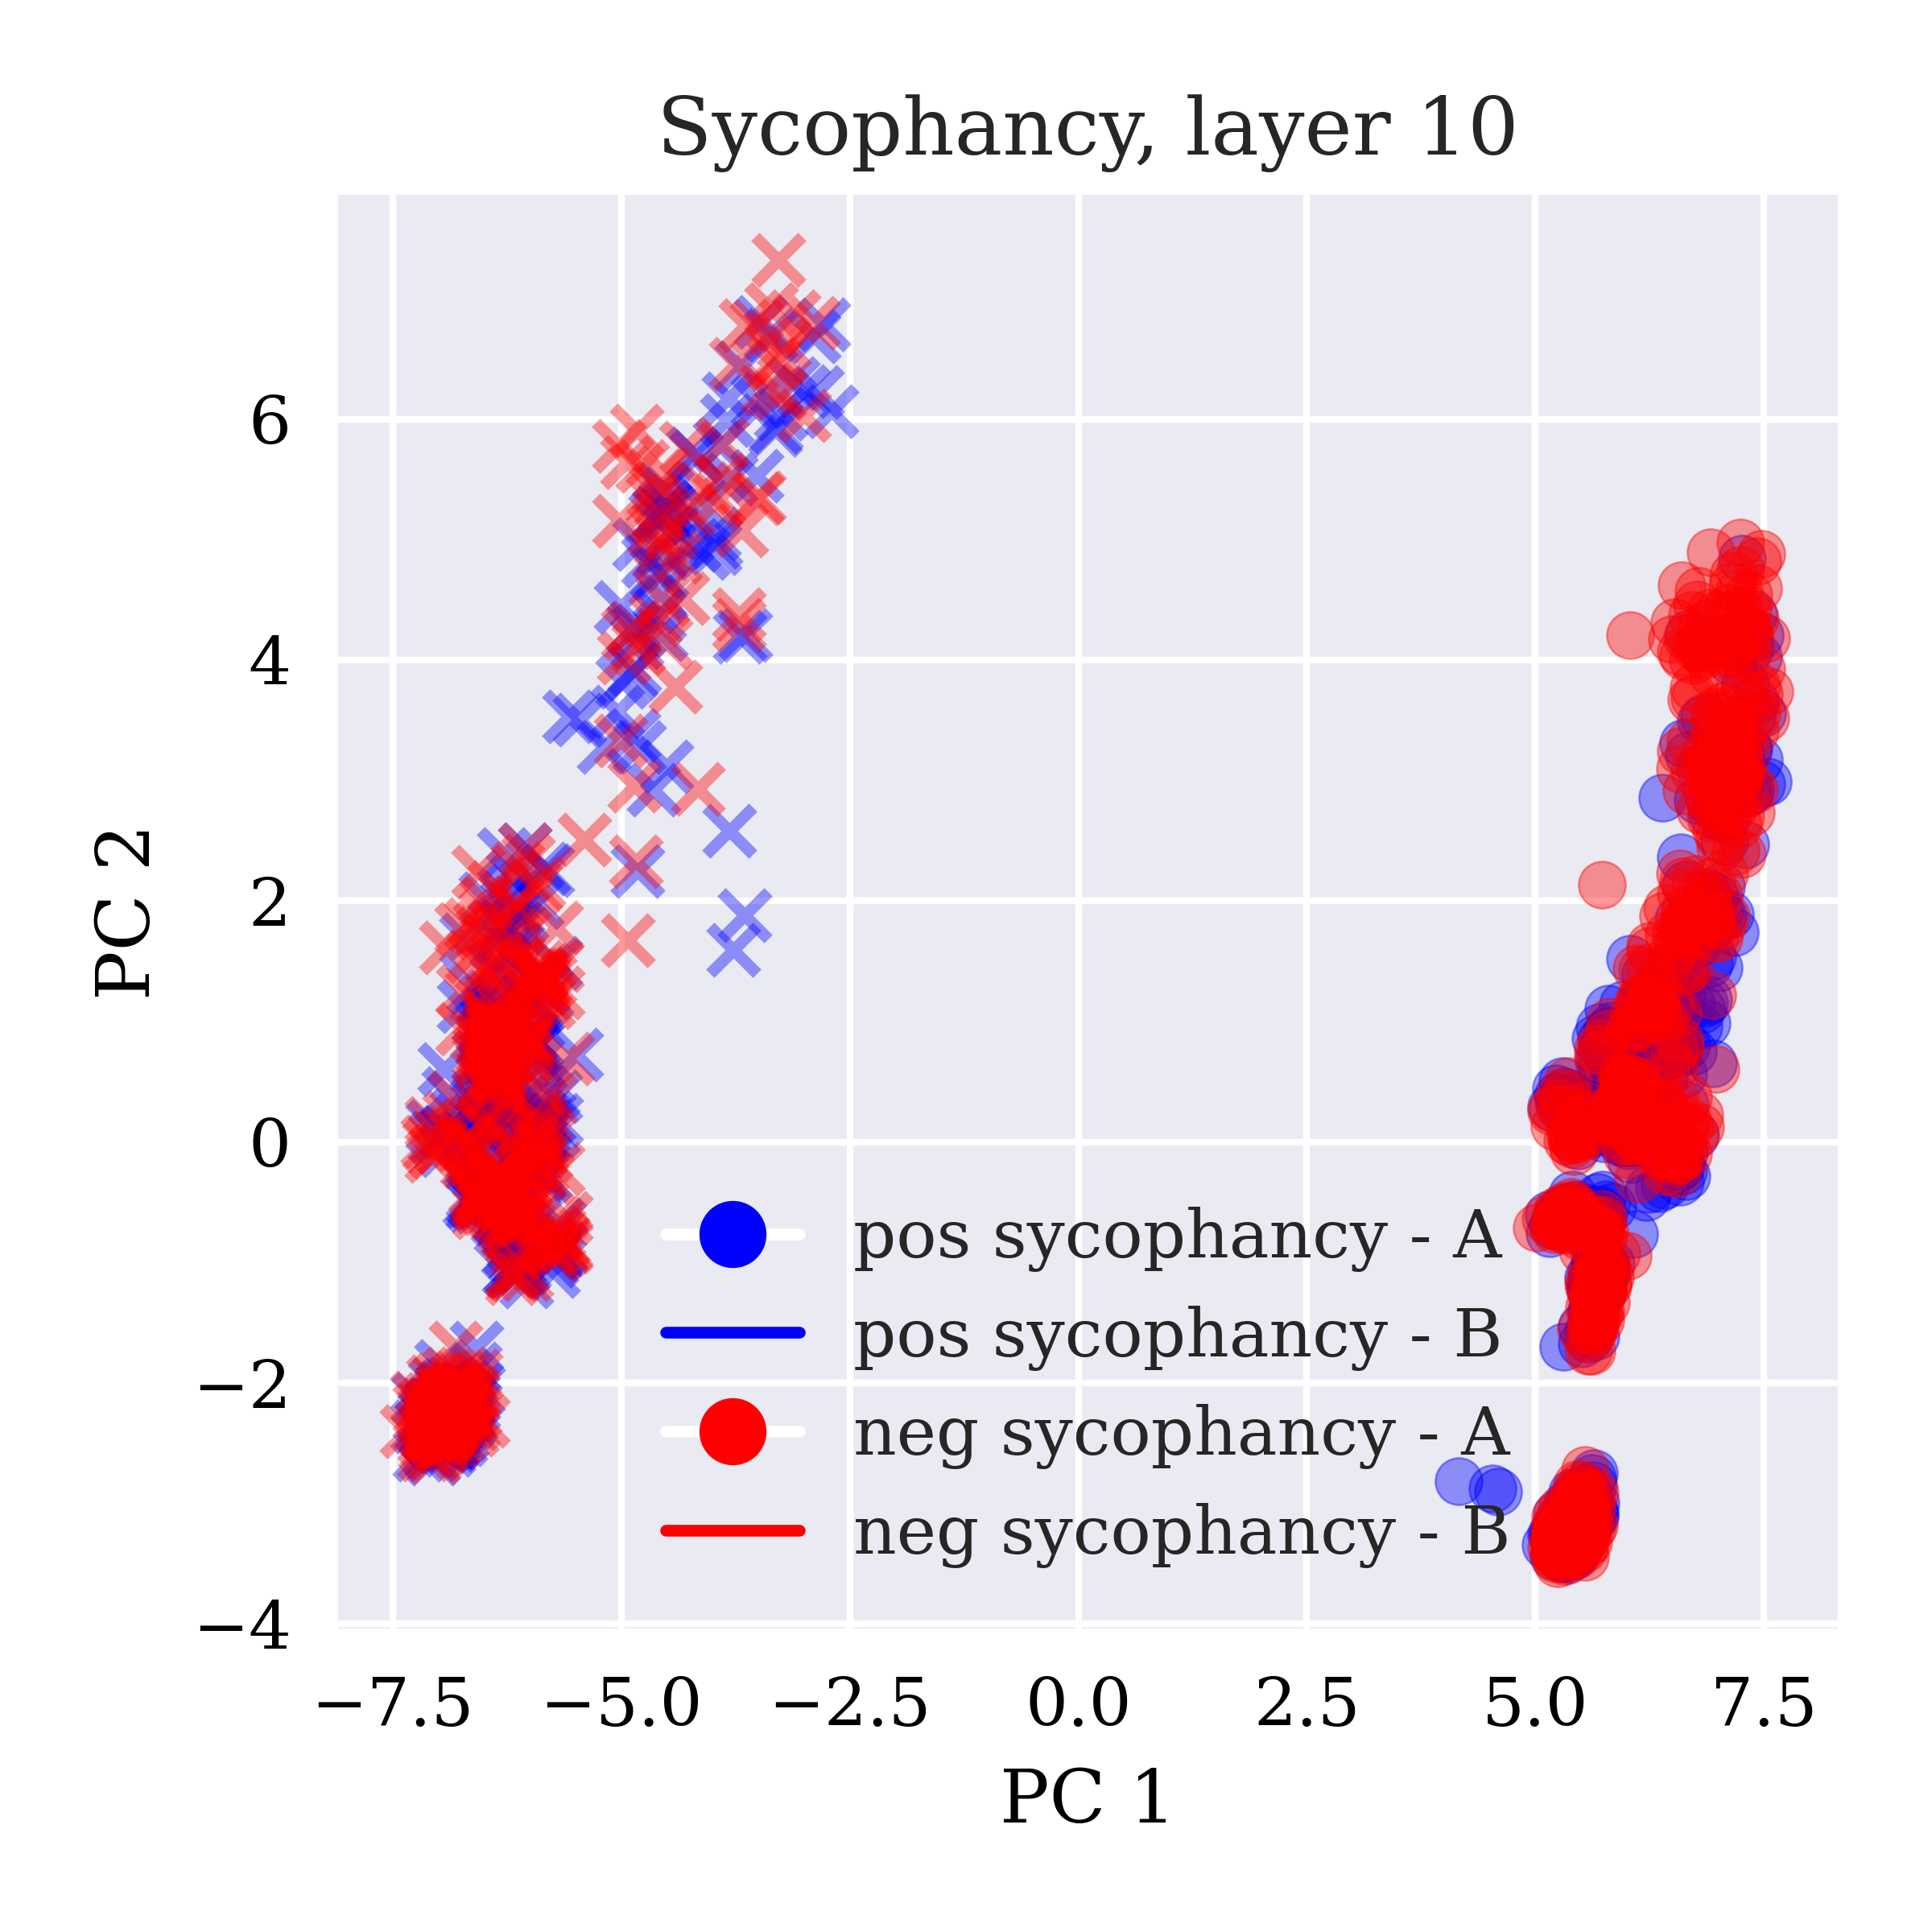 Sycophancy, layer 10
6
4
2
0
−2
−4
PC 2
pos sycophancy - A
pos sycophancy - B
neg sycophancy - A
neg sycophancy - B
−7.5 −5.0 −2.5 0.0 2.5 5.0 7.5
PC 1